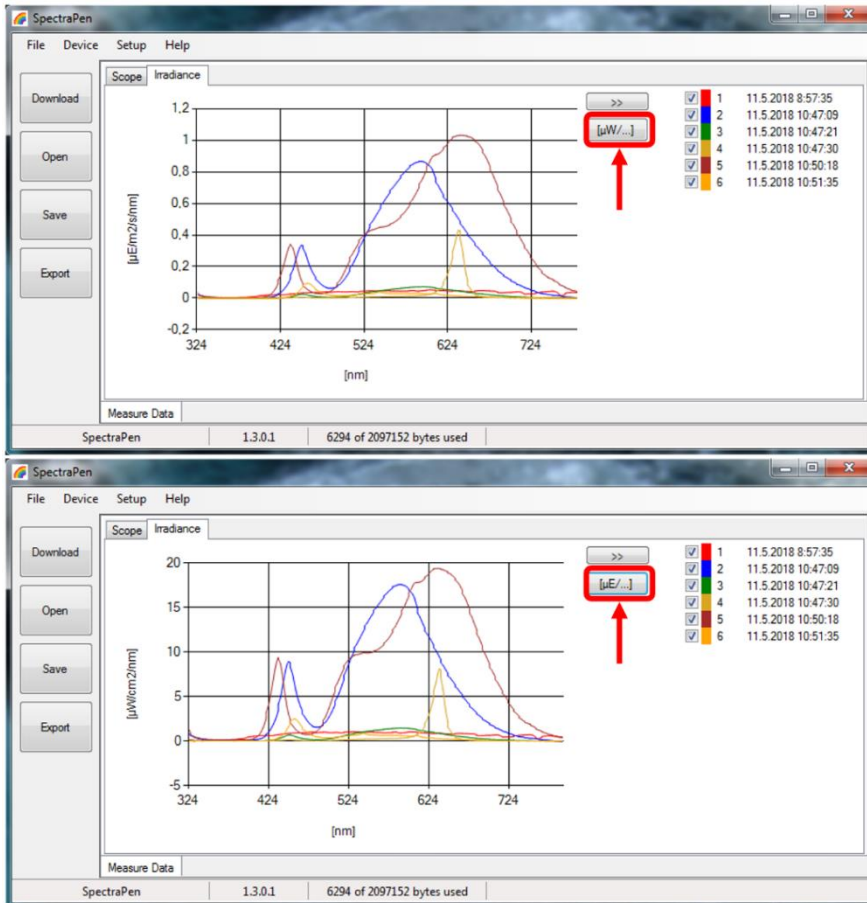 SpectraPen
File Device Setup Help
Download
Open
Save
Export
Scope Irradiance
1,2
1
0,8
0,6
0,4
0,2
0
-0,2
[µE/m2/s/nm]
324 424 524 624 724
[nm]
>>
[µW/...]
1 11.5.2018 8:57:35
2 11.5.2018 10:47:09
3 11.5.2018 10:47:21
4 11.5.2018 10:47:30
5 11.5.2018 10:50:18
6 11.5.2018 10:51:35
Measure Data
SpectraPen 1.3.0.1 6294 of 2097152 bytes used
SpectraPen
File Device Setup Help
Download
Open
Save
Export
Scope Irradiance
20
15
10
5
0
-5
[µW/cm2/nm]
324 424 524 624 724
[nm]
>>
[µE/...]
1 11.5.2018 8:57:35
2 11.5.2018 10:47:09
3 11.5.2018 10:47:21
4 11.5.2018 10:47:30
5 11.5.2018 10:50:18
6 11.5.2018 10:51:35
Measure Data
SpectraPen 1.3.0.1 6294 of 2097152 bytes used